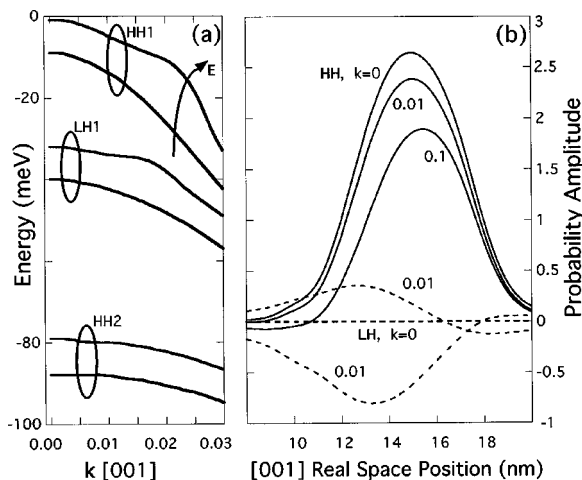 (a)
HH1
E
LH1
HH2
0
-20
-80
-100
Energy (meV)
0.00 0.01 0.02 0.03
k [001]
(b)
HH, k=0
0.01
0.1
0.01
LH, k=0
0.01
3
2.5
2
1.5
1
0.5
0
-0.5
-1
Probability Amplitude
10 12 14 16 18
[001] Real Space Position (nm)